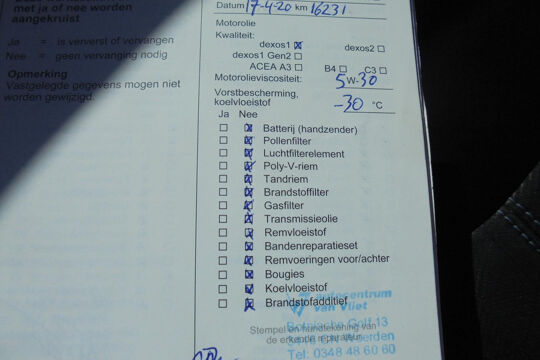 met ja of nee worden
aangekruist
Ja = is ververst of vervangen
Nee = geen vervanging nodig
Opmerking
Vastgelegde gegevens mogen niet
worden gewijzigd.
Datum 17-4-20 km 16231
Motorolie
Kwaliteit:
dexos1 dexos2
dexos1 Gen2
ACEA A3 B4 C3
Motorolieviscositeit: 5 W-30
Vorstbescherming,
koelvloeistof -30 °C
Ja Nee
Batterij (handzender)
Pollenfilter
Luchtfilterelement
Poly-V-riem
Tandriem
Brandstoffilter
Gasfilter
Transmissieolie
Remvloeistof
Bandenreparatieset
Remvoeringen voor/achter
Bougies
Koelvloeistof
Brandstofadditief
Autocentrum
van Vliet
Stempel en handtekening van
de erkende reparateur
Tel: 0348 48 60 60